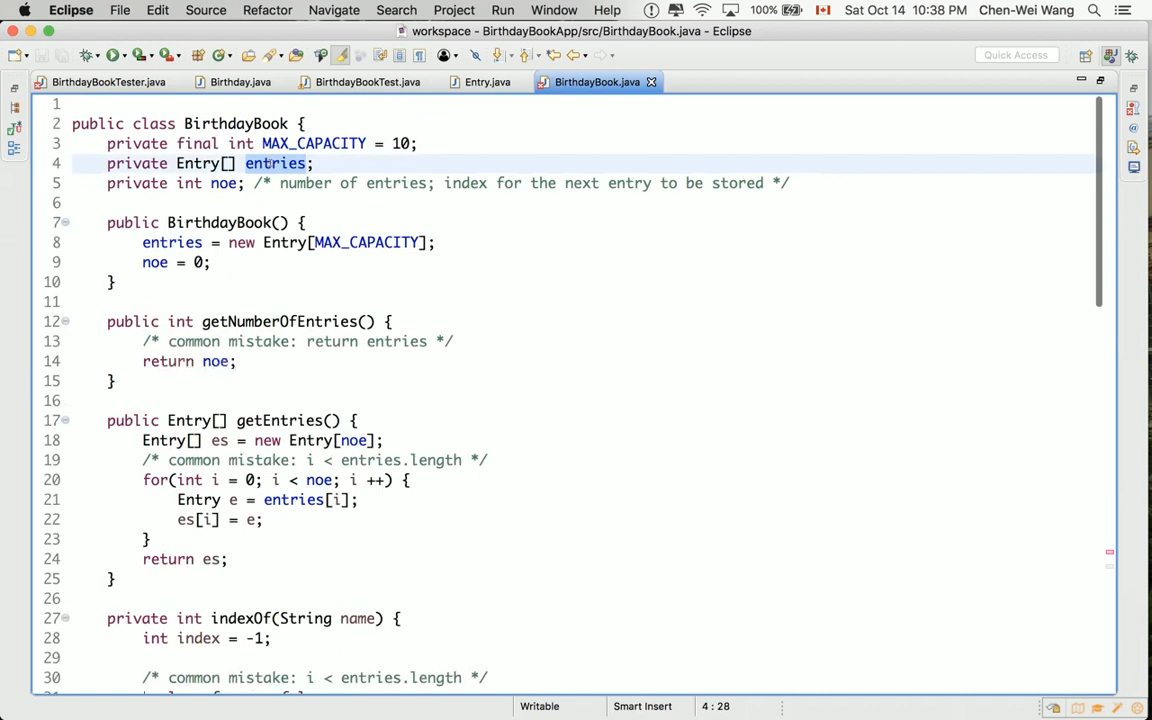 Eclipse File Edit Source Refactor Navigate Search Project Run Window Help 100% Sat Oct 14 10:38 PM Chen-Wei Wang
workspace - BirthdayBookApp/src/BirthdayBook.java - Eclipse
Quick Access
BirthdayBookTester.java Birthday.java BirthdayBookTest.java Entry.java BirthdayBook.java
1
2 public class BirthdayBook {
3 private final int MAX_CAPACITY = 10;
4 private Entry[] entries;
5 private int noe; /* number of entries; index for the next entry to be stored */
6
7 public BirthdayBook() {
8 entries = new Entry[MAX_CAPACITY];
9 noe = 0;
10 }
11
12 public int getNumberOfEntries() {
13 /* common mistake: return entries */
14 return noe;
15 }
16
17 public Entry[] getEntries() {
18 Entry[] es = new Entry[noe];
19 /* common mistake: i < entries.length */
20 for(int i = 0; i < noe; i ++) {
21 Entry e = entries[i];
22 es[i] = e;
23 }
24 return es;
25 }
26
27 private int indexOf(String name) {
28 int index = -1;
29
30 /* common mistake: i < entries.length */
Writable Smart Insert 4 : 28